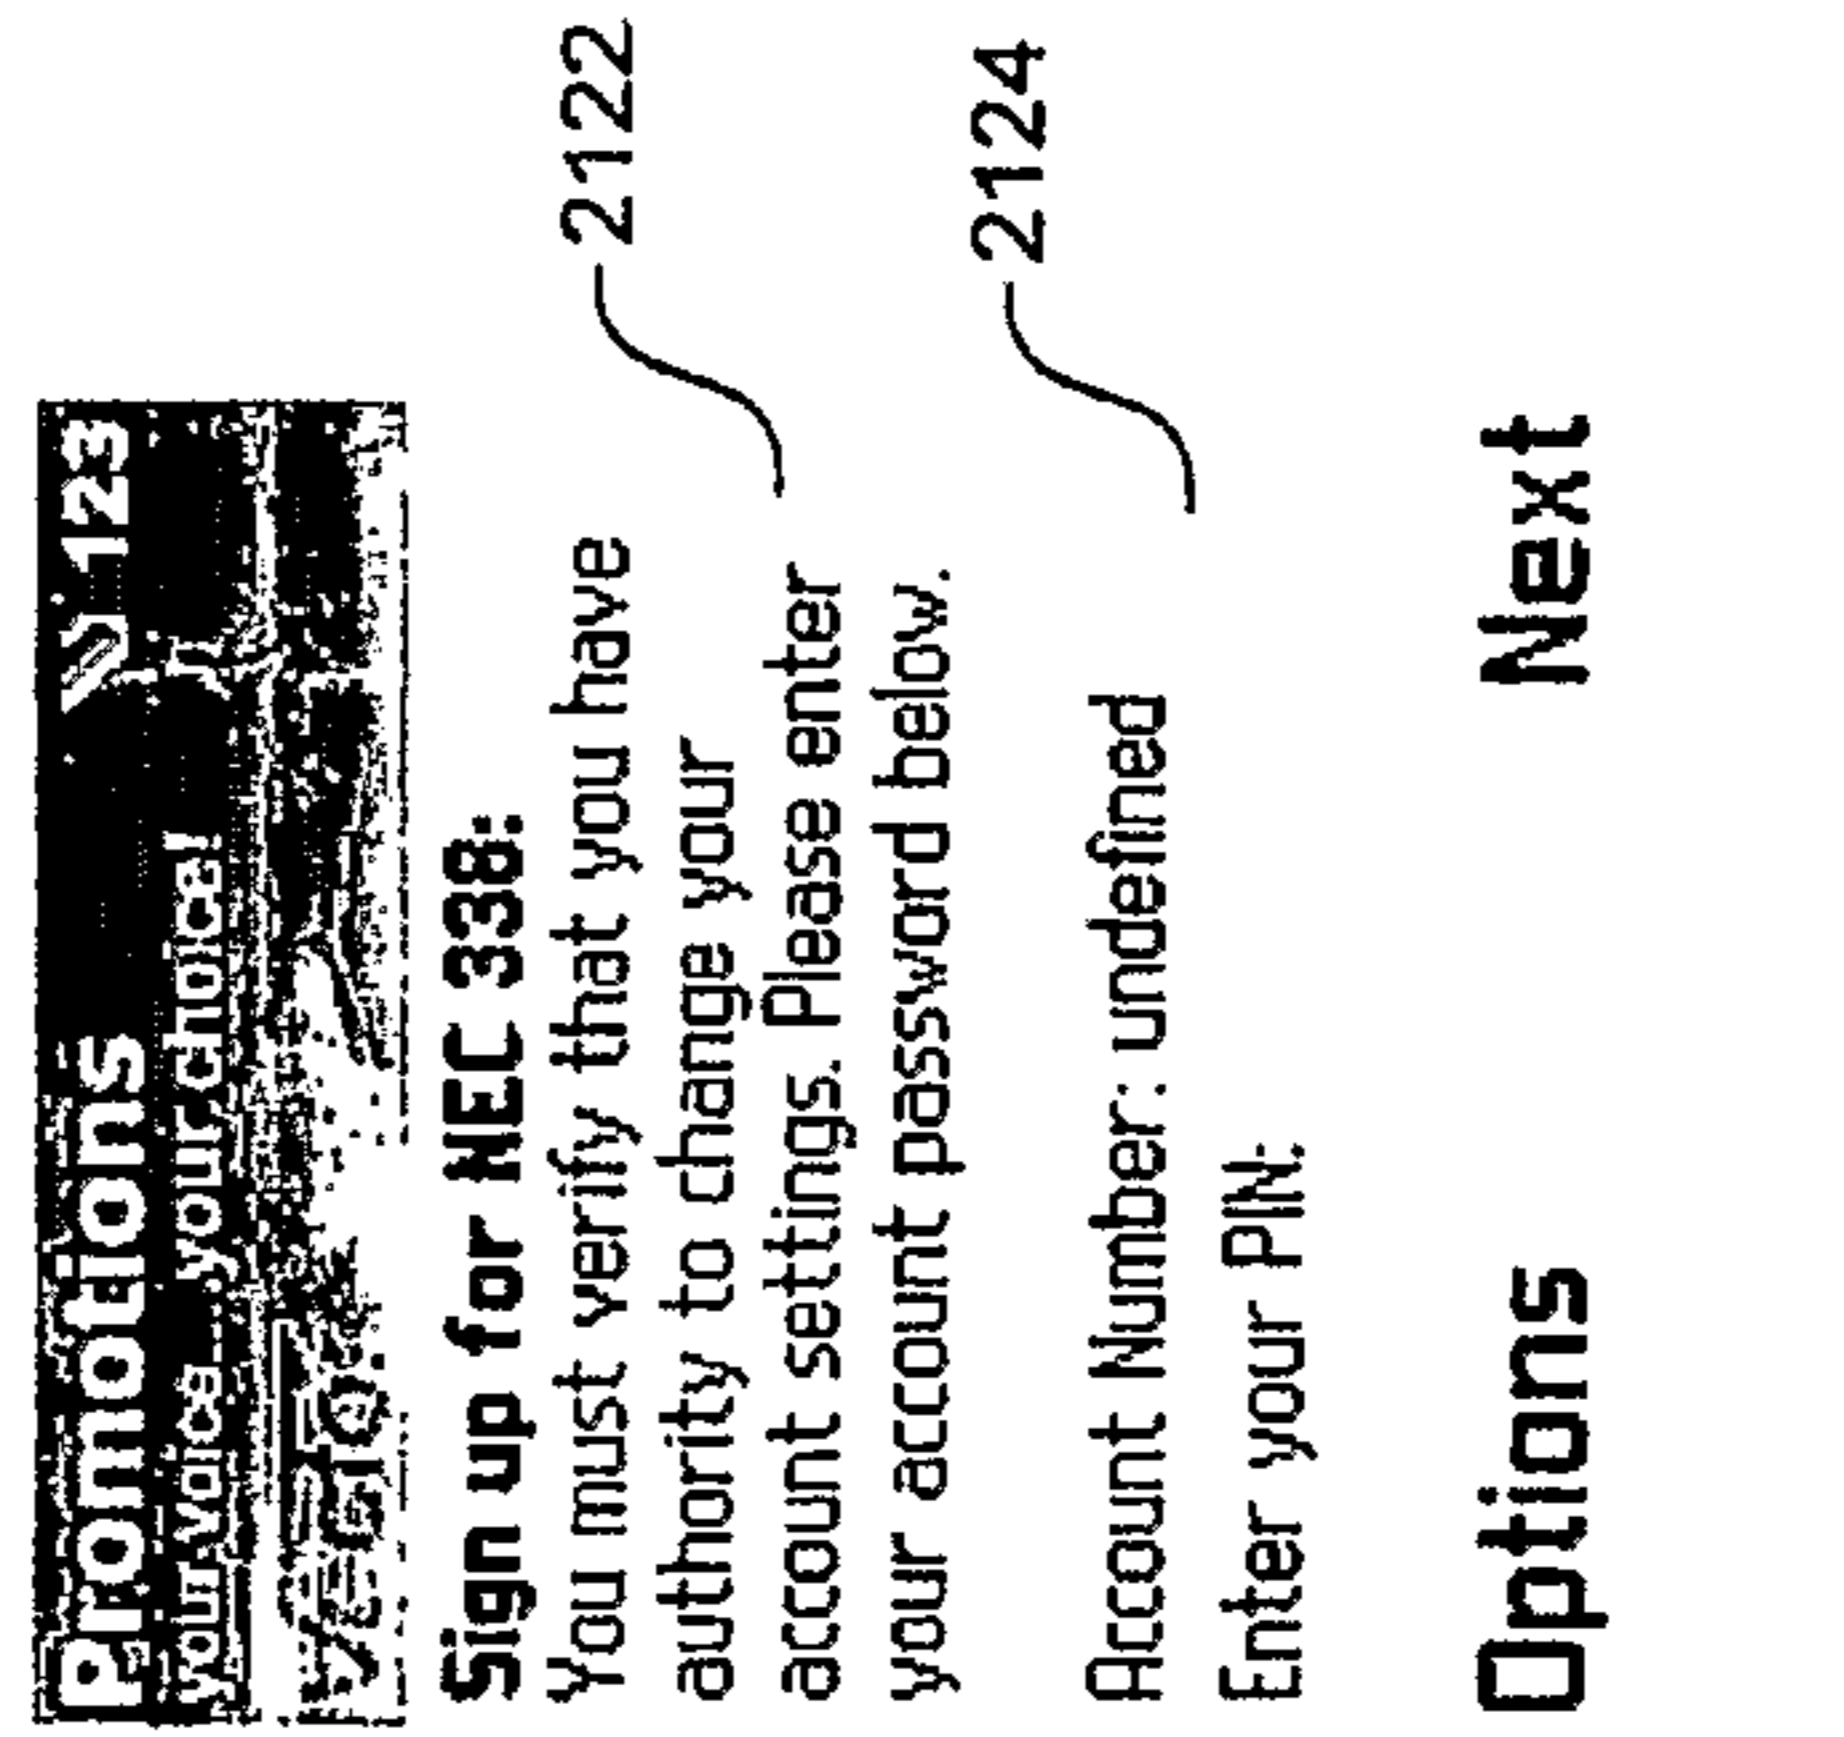 Promotions 123
your voice, your choice!
Sign up for NEC 338:
You must verify that you have
authority to change your
account settings. Please enter
your account password below.
Account Number: undefined
Enter your PIN:
Options Next
2122
2124